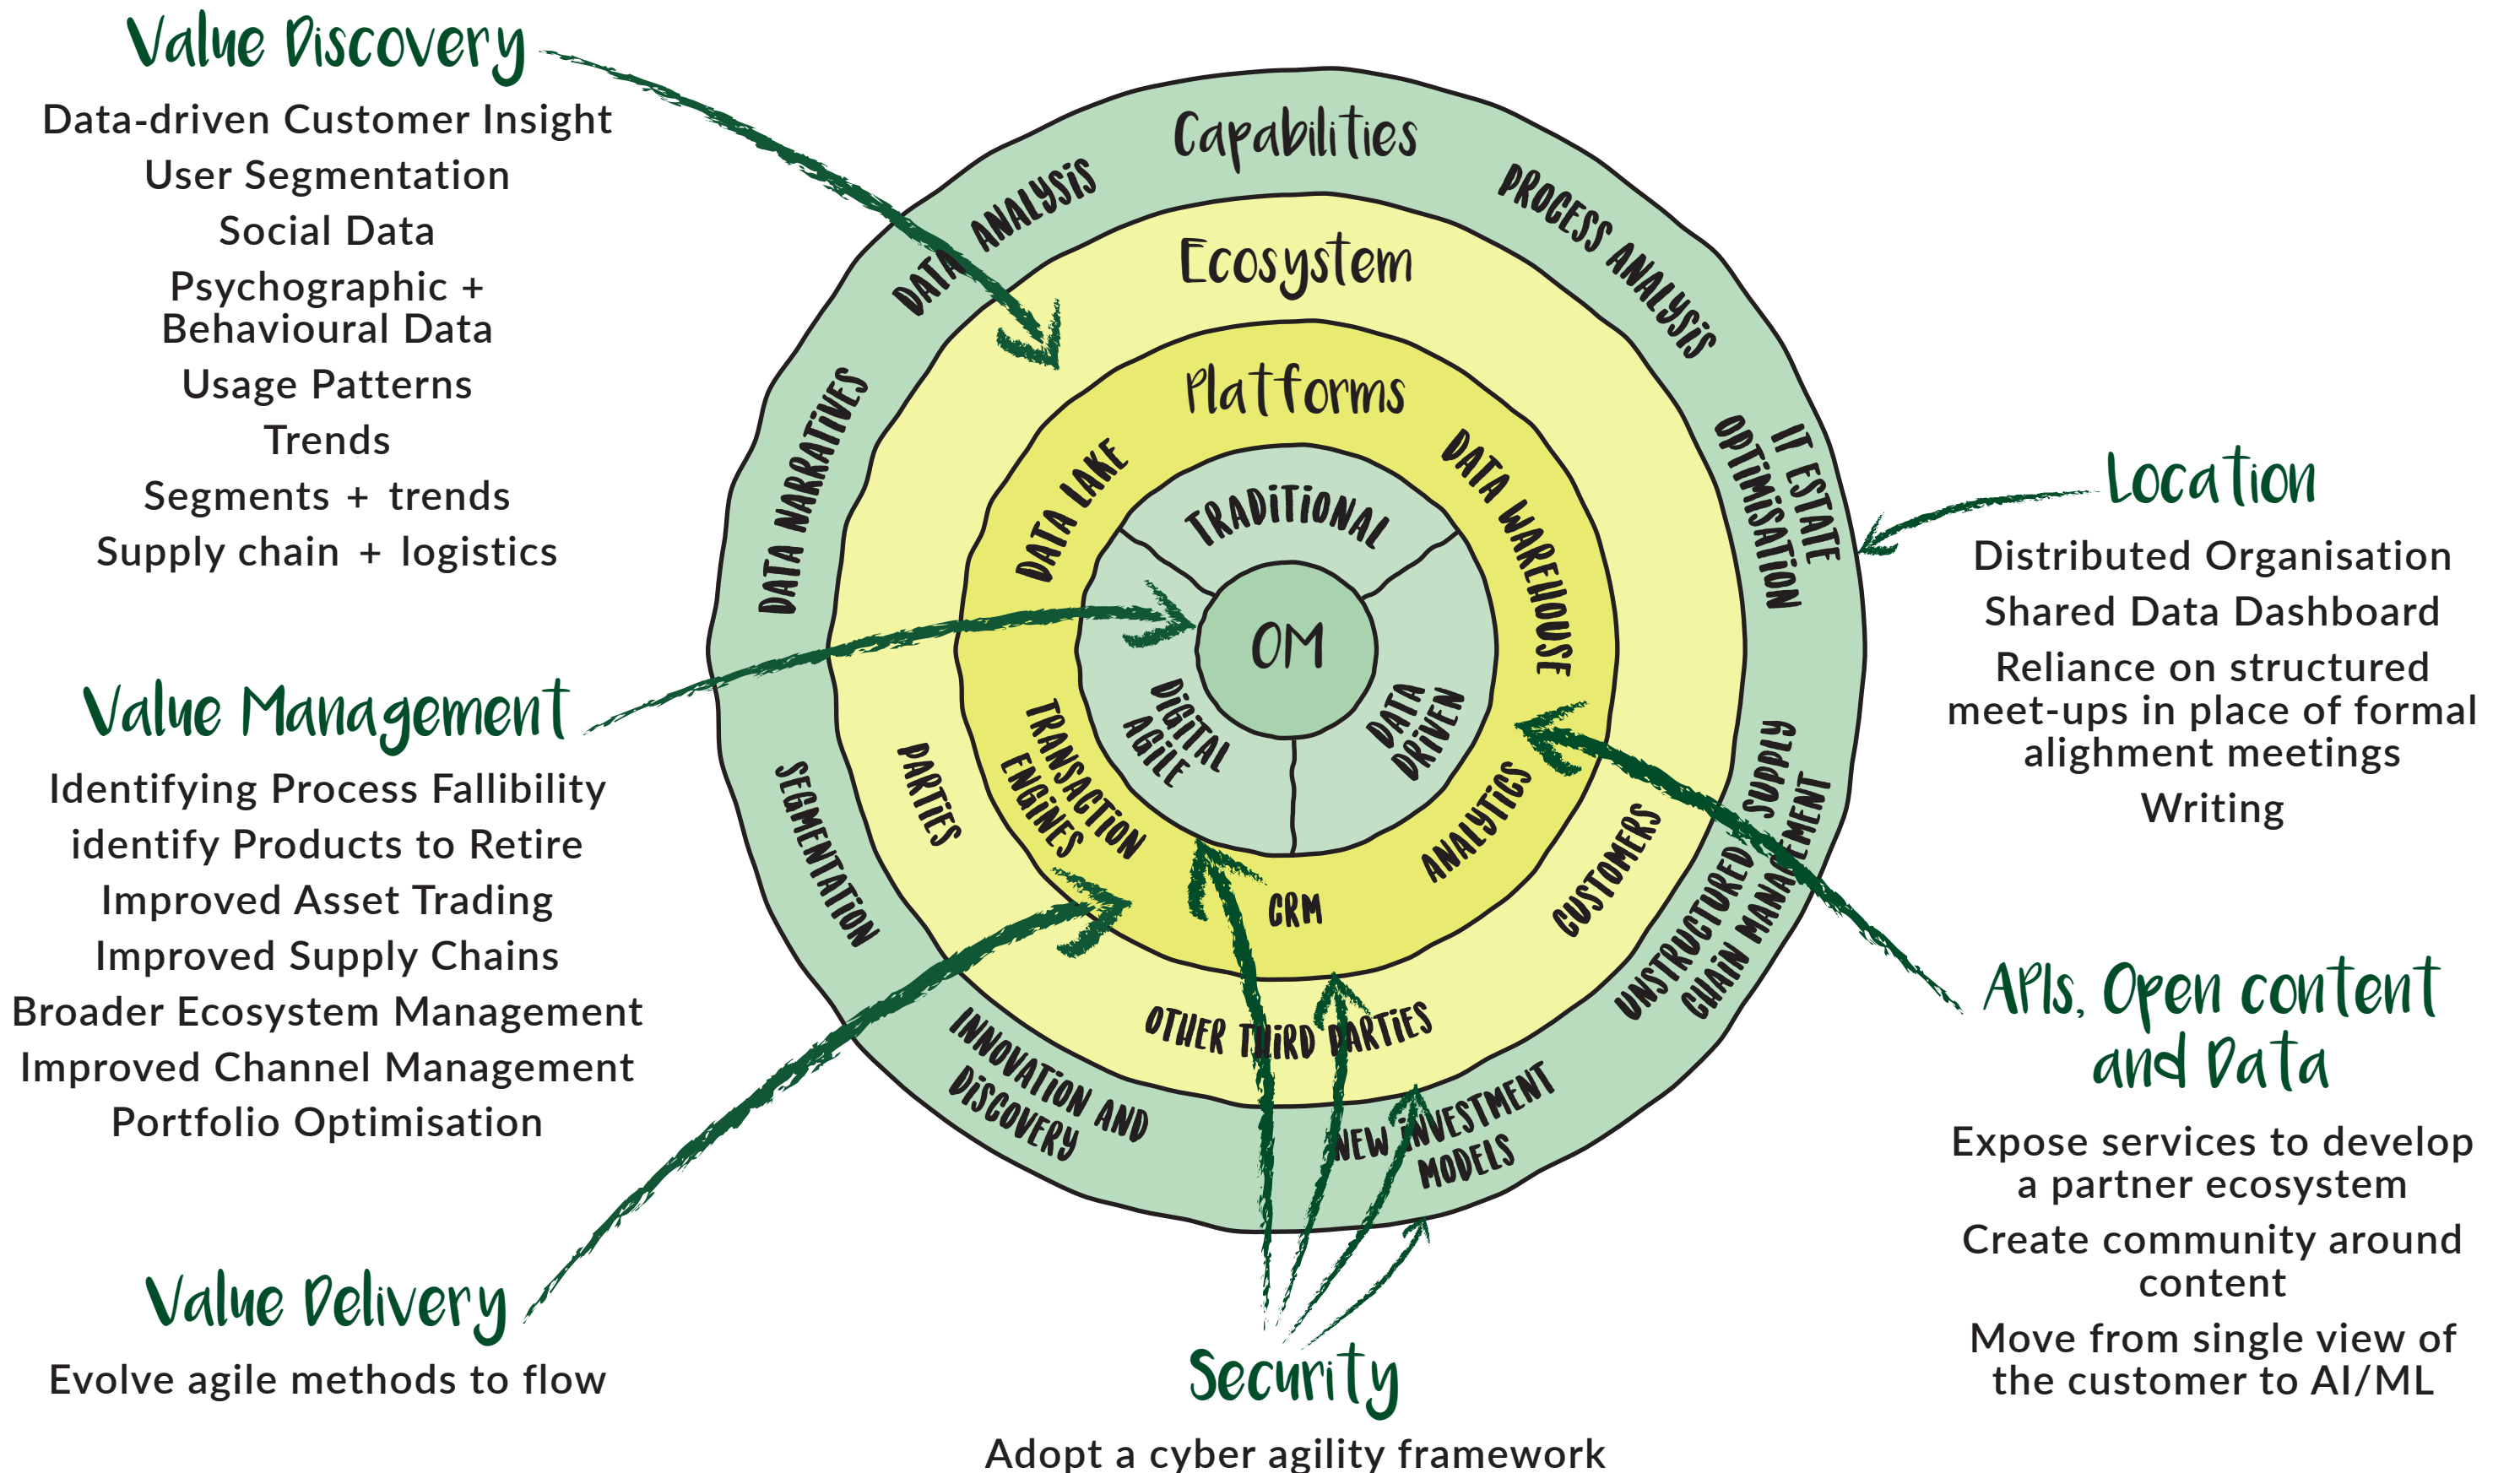 Value Discovery
Data-driven Customer Insight
User Segmentation
Social Data
Psychographic +
Behavioural Data
Usage Patterns
Trends
Segments + trends
Supply chain + logistics
Value Management
Identifying Process Fallibility
identify Products to Retire
Improved Asset Trading
Improved Supply Chains
Broader Ecosystem Management
Improved Channel Management
Portfolio Optimisation
Value Delivery
Evolve agile methods to flow
Capabilities
DATA ANALYSiS
PROCESS ANALYSiS
DATA NARRATiVES
IT ESTATE
OPTiMiSATiON
SEGMENTATiON
UNSTRUCTURED SUPPLY
CHAiN MANAGEMENT
INNOVATiON AND
DiSCOVERY
NEW iNVESTMENT
MODELS
Ecosystem
PARTiES
CUSTOMERS
OTHER THiRD PARTiES
Platforms
DATA LAKE
DATA WAREHOUSE
TRANSACTiON
ENGiNES
ANALYTiCS
CRM
TRADiTiONAL
DiGiTAL
AGiLE
DATA
DRiVEN
OM
Security
Adopt a cyber agility framework
Location
Distributed Organisation
Shared Data Dashboard
Reliance on structured
meet-ups in place of formal
alighment meetings
Writing
APIs, Open content
and Data
Expose services to develop
a partner ecosystem
Create community around
content
Move from single view of
the customer to AI/ML